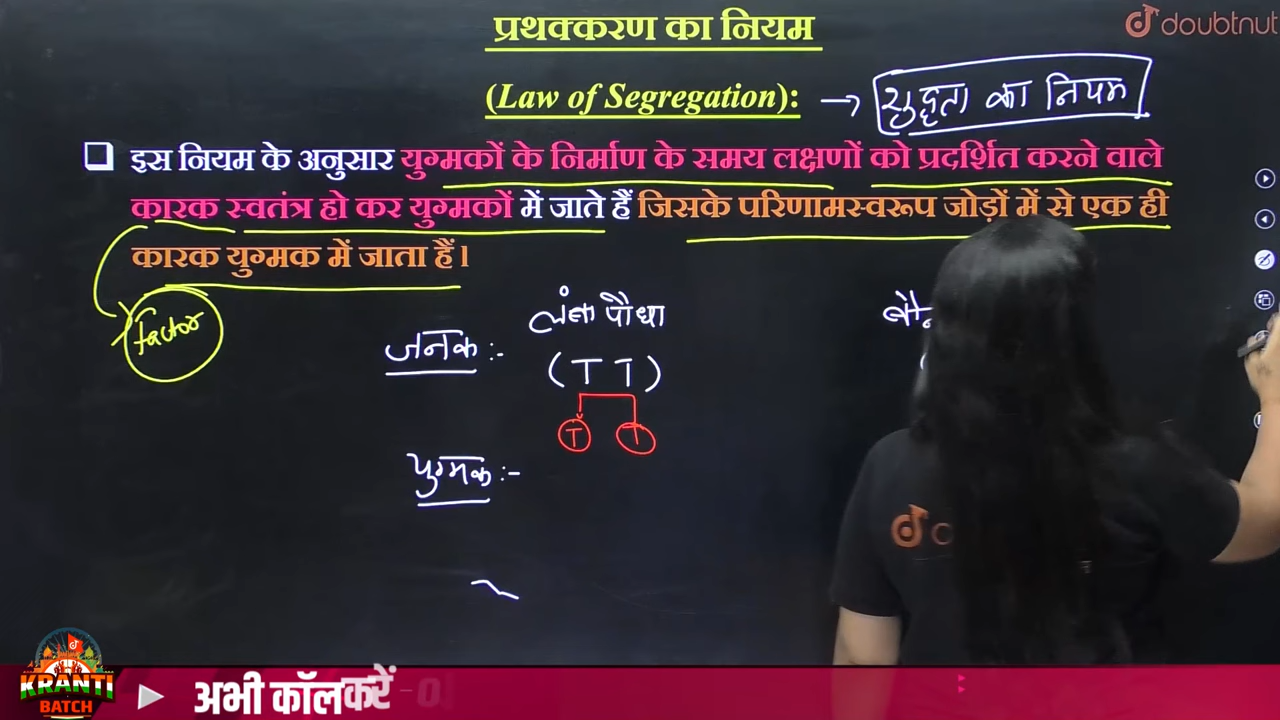 प्रथक्करण का नियम
doubtnut
(Law of Segregation):
→ शुद्धता का नियम
इस नियम के अनुसार युग्मकों के निर्माण के समय लक्षणों को प्रदर्शित करने वाले
कारक स्वतंत्र हो कर युग्मकों में जाते हैं जिसके परिणामस्वरूप जोड़ों में से एक ही
कारक युग्मक में जाता हैं।
Factor
लंबा पौधा
जनक :-
(T T)
T T
युग्मक :-
KRANTI
BATCH
अभी कॉल करें